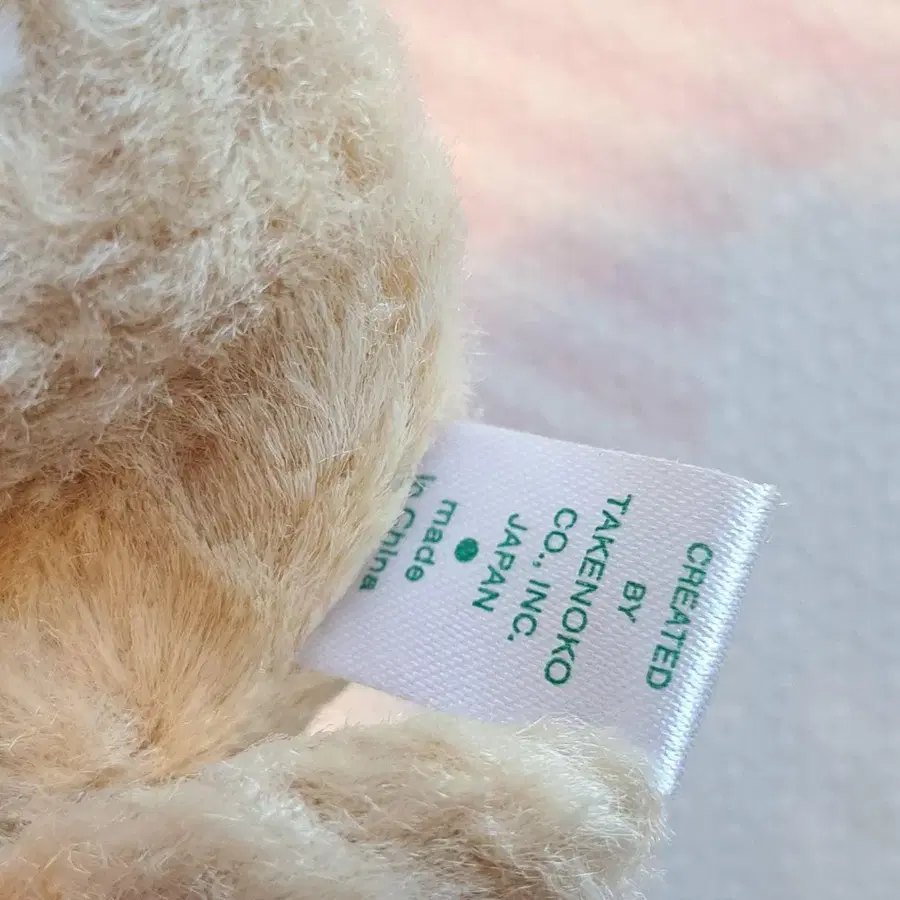 CREATED
BY
TAKENOKO
CO., INC.
JAPAN
made
in China